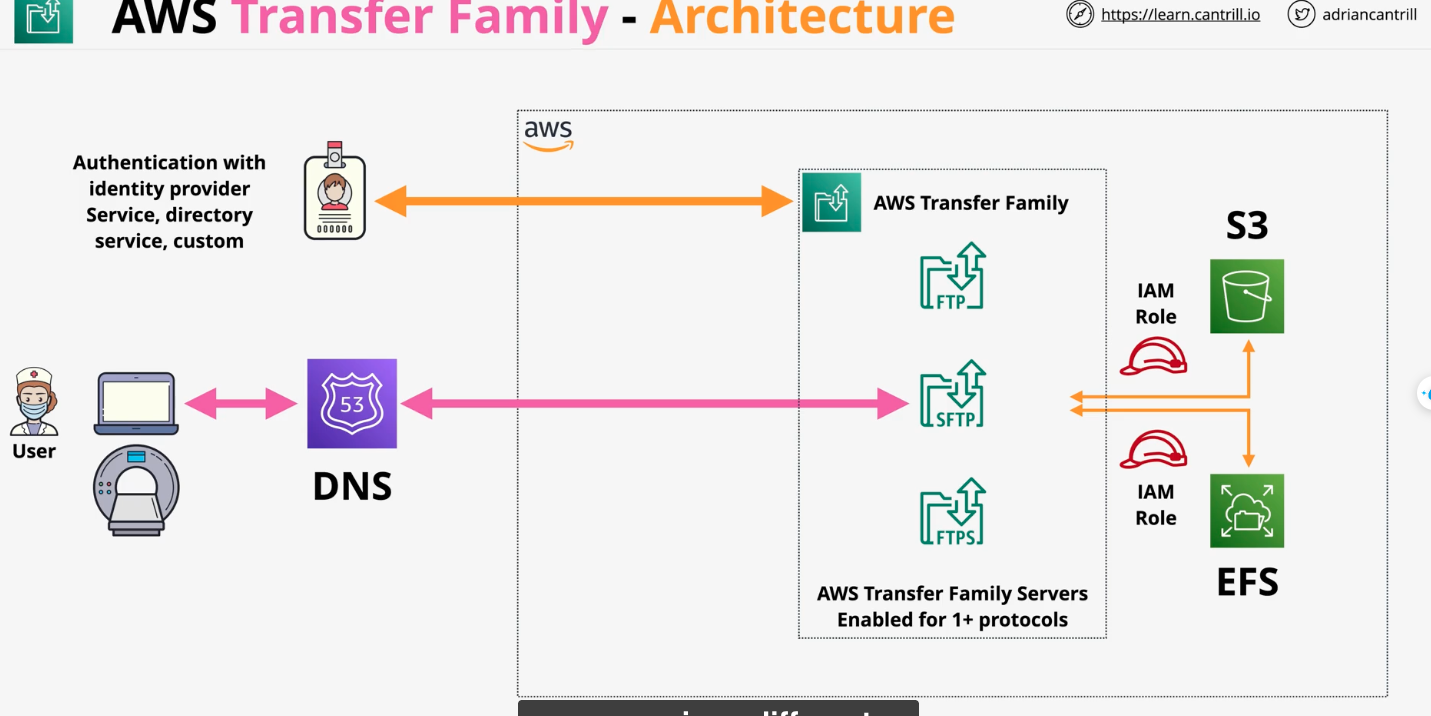 AWS Transfer Family - Architecture
https://learn.cantrill.io
adriancantrill
aws
Authentication with
identity provider
Service, directory
service, custom
AWS Transfer Family
S3
FTP
IAM
Role
53
SFTP
User
DNS
IAM
Role
FTPS
EFS
AWS Transfer Family Servers
Enabled for 1+ protocols